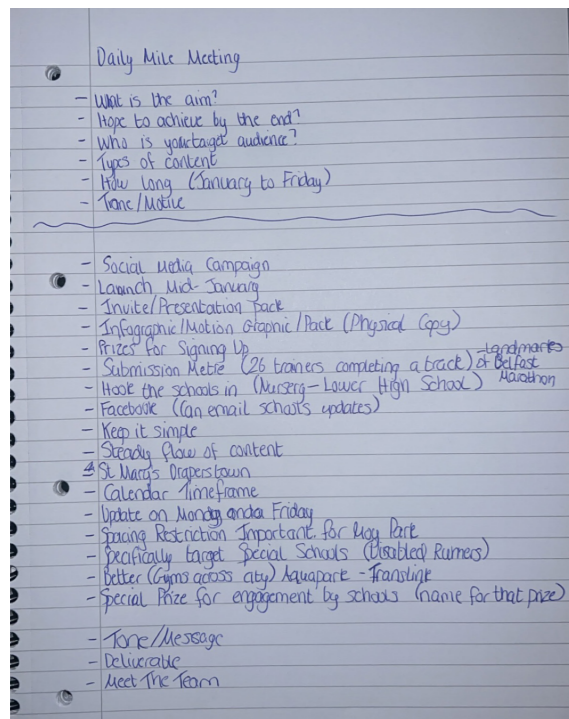 Daily Mile Meeting
- What is the aim?
- Hope to achieve by the end?
- Who is your target audience?
- Types of content
- How long (January to Friday)
- Tone/Motive
- Social Media Campaign
- Launch Mid-January
- Invite/Presentation Pack
- Infographic/Motion Graphic/Pack (Physical Copy)
- Prizes for Signing Up
- Submission Metre (26 trainers completing a track) - Landmarks of Belfast Marathon
- Hook the schools in (Nursery - Lower High School)
- Facebook (Can email schools updates)
- Keep it simple
- Steady flow of content
St Mary's Draperstown
- Calendar Timeframe
- Update on Monday and a Friday
- Spacing Restriction Important for May Part
- Specifically target Special Schools (Disabled Runners)
- Better (Gyms across city) Aquapark - Translink
- Special Prize for engagement by schools (name for that prize)
- Tone/Message
- Deliverable
- Meet The Team